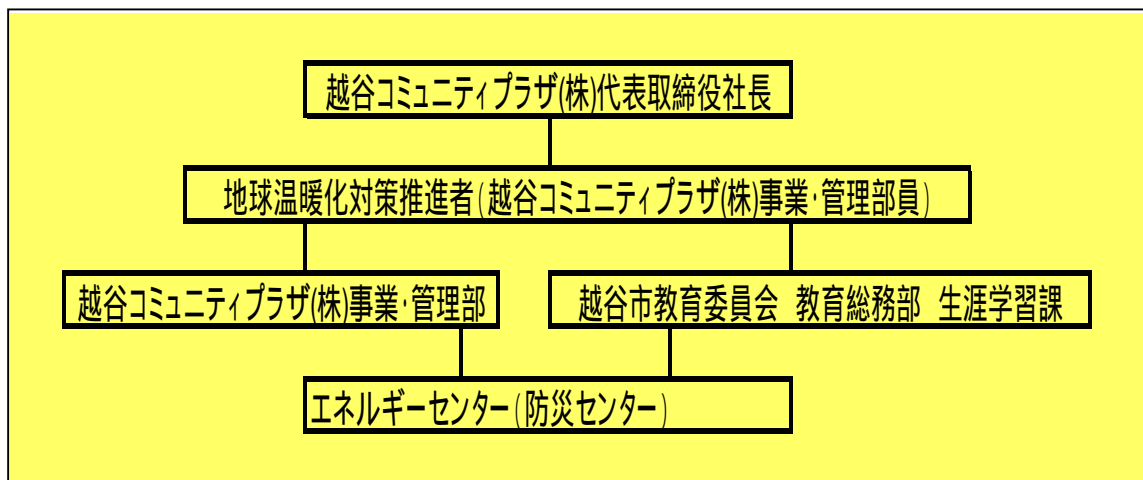 越谷コミュニティプラザ(株)代表取締役社長
地球温暖化対策推進者(越谷コミュニティプラザ(株)事業・管理部員)
越谷コミュニティプラザ(株)事業・管理部
越谷市教育委員会 教育総務部 生涯学習課
エネルギーセンター(防災センター)